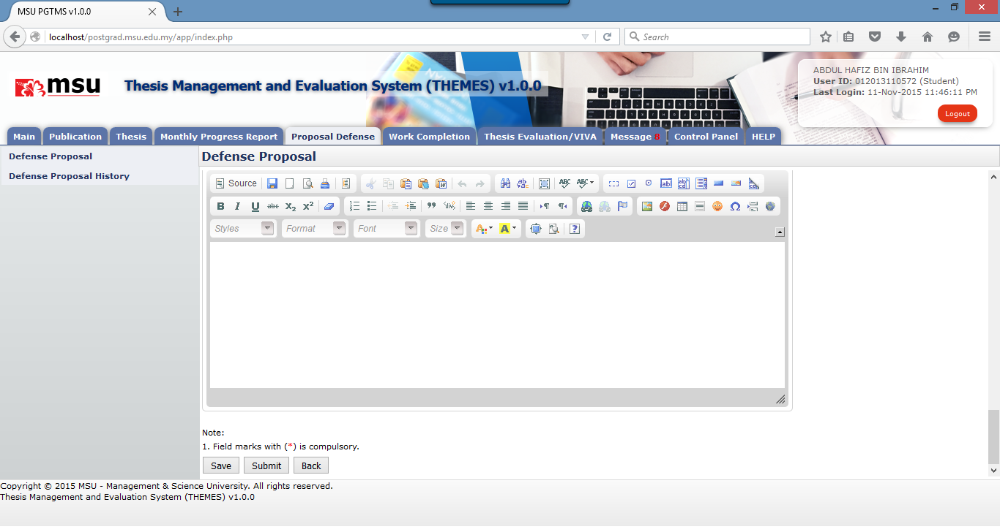 MSU PGTMS v1.0.0
localhost/postgrad.msu.edu.my/app/index.php
Search
msu
Thesis Management and Evaluation System (THEMES) v1.0.0
ABDUL HAFIZ BIN IBRAHIM
User ID: 012013110572 (Student)
Last Login: 11-Nov-2015 11:46:11 PM
Logout
Main Publication Thesis Monthly Progress Report Proposal Defense Work Completion Thesis Evaluation/VIVA Message 8 Control Panel HELP
Defense Proposal
Defense Proposal History
Defense Proposal
Source
Styles Format Font Size
Note:
1. Field marks with (*) is compulsory.
Save Submit Back
Copyright © 2015 MSU - Management & Science University. All rights reserved.
Thesis Management and Evaluation System (THEMES) v1.0.0